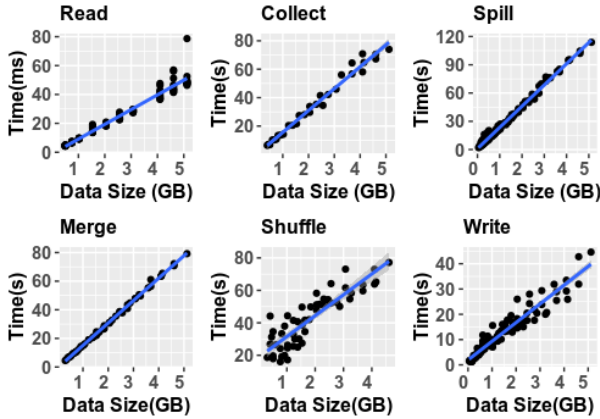 Read Collect Spill
Time(ms) 80 60 40 20 0
1 2 3 4 5
Data Size (GB)
Time(s) 80 60 40 20
1 2 3 4 5
Data Size (GB)
Time(s) 120 90 60 30 0
0 1 2 3 4 5
Data Size (GB)
Merge Shuffle Write
Time(s) 80 60 40 20 0
1 2 3 4 5
Data Size(GB)
Time(s) 80 60 40 20
1 2 3 4
Data Size(GB)
Time(s) 40 30 20 10 0
0 1 2 3 4 5
Data Size(GB)